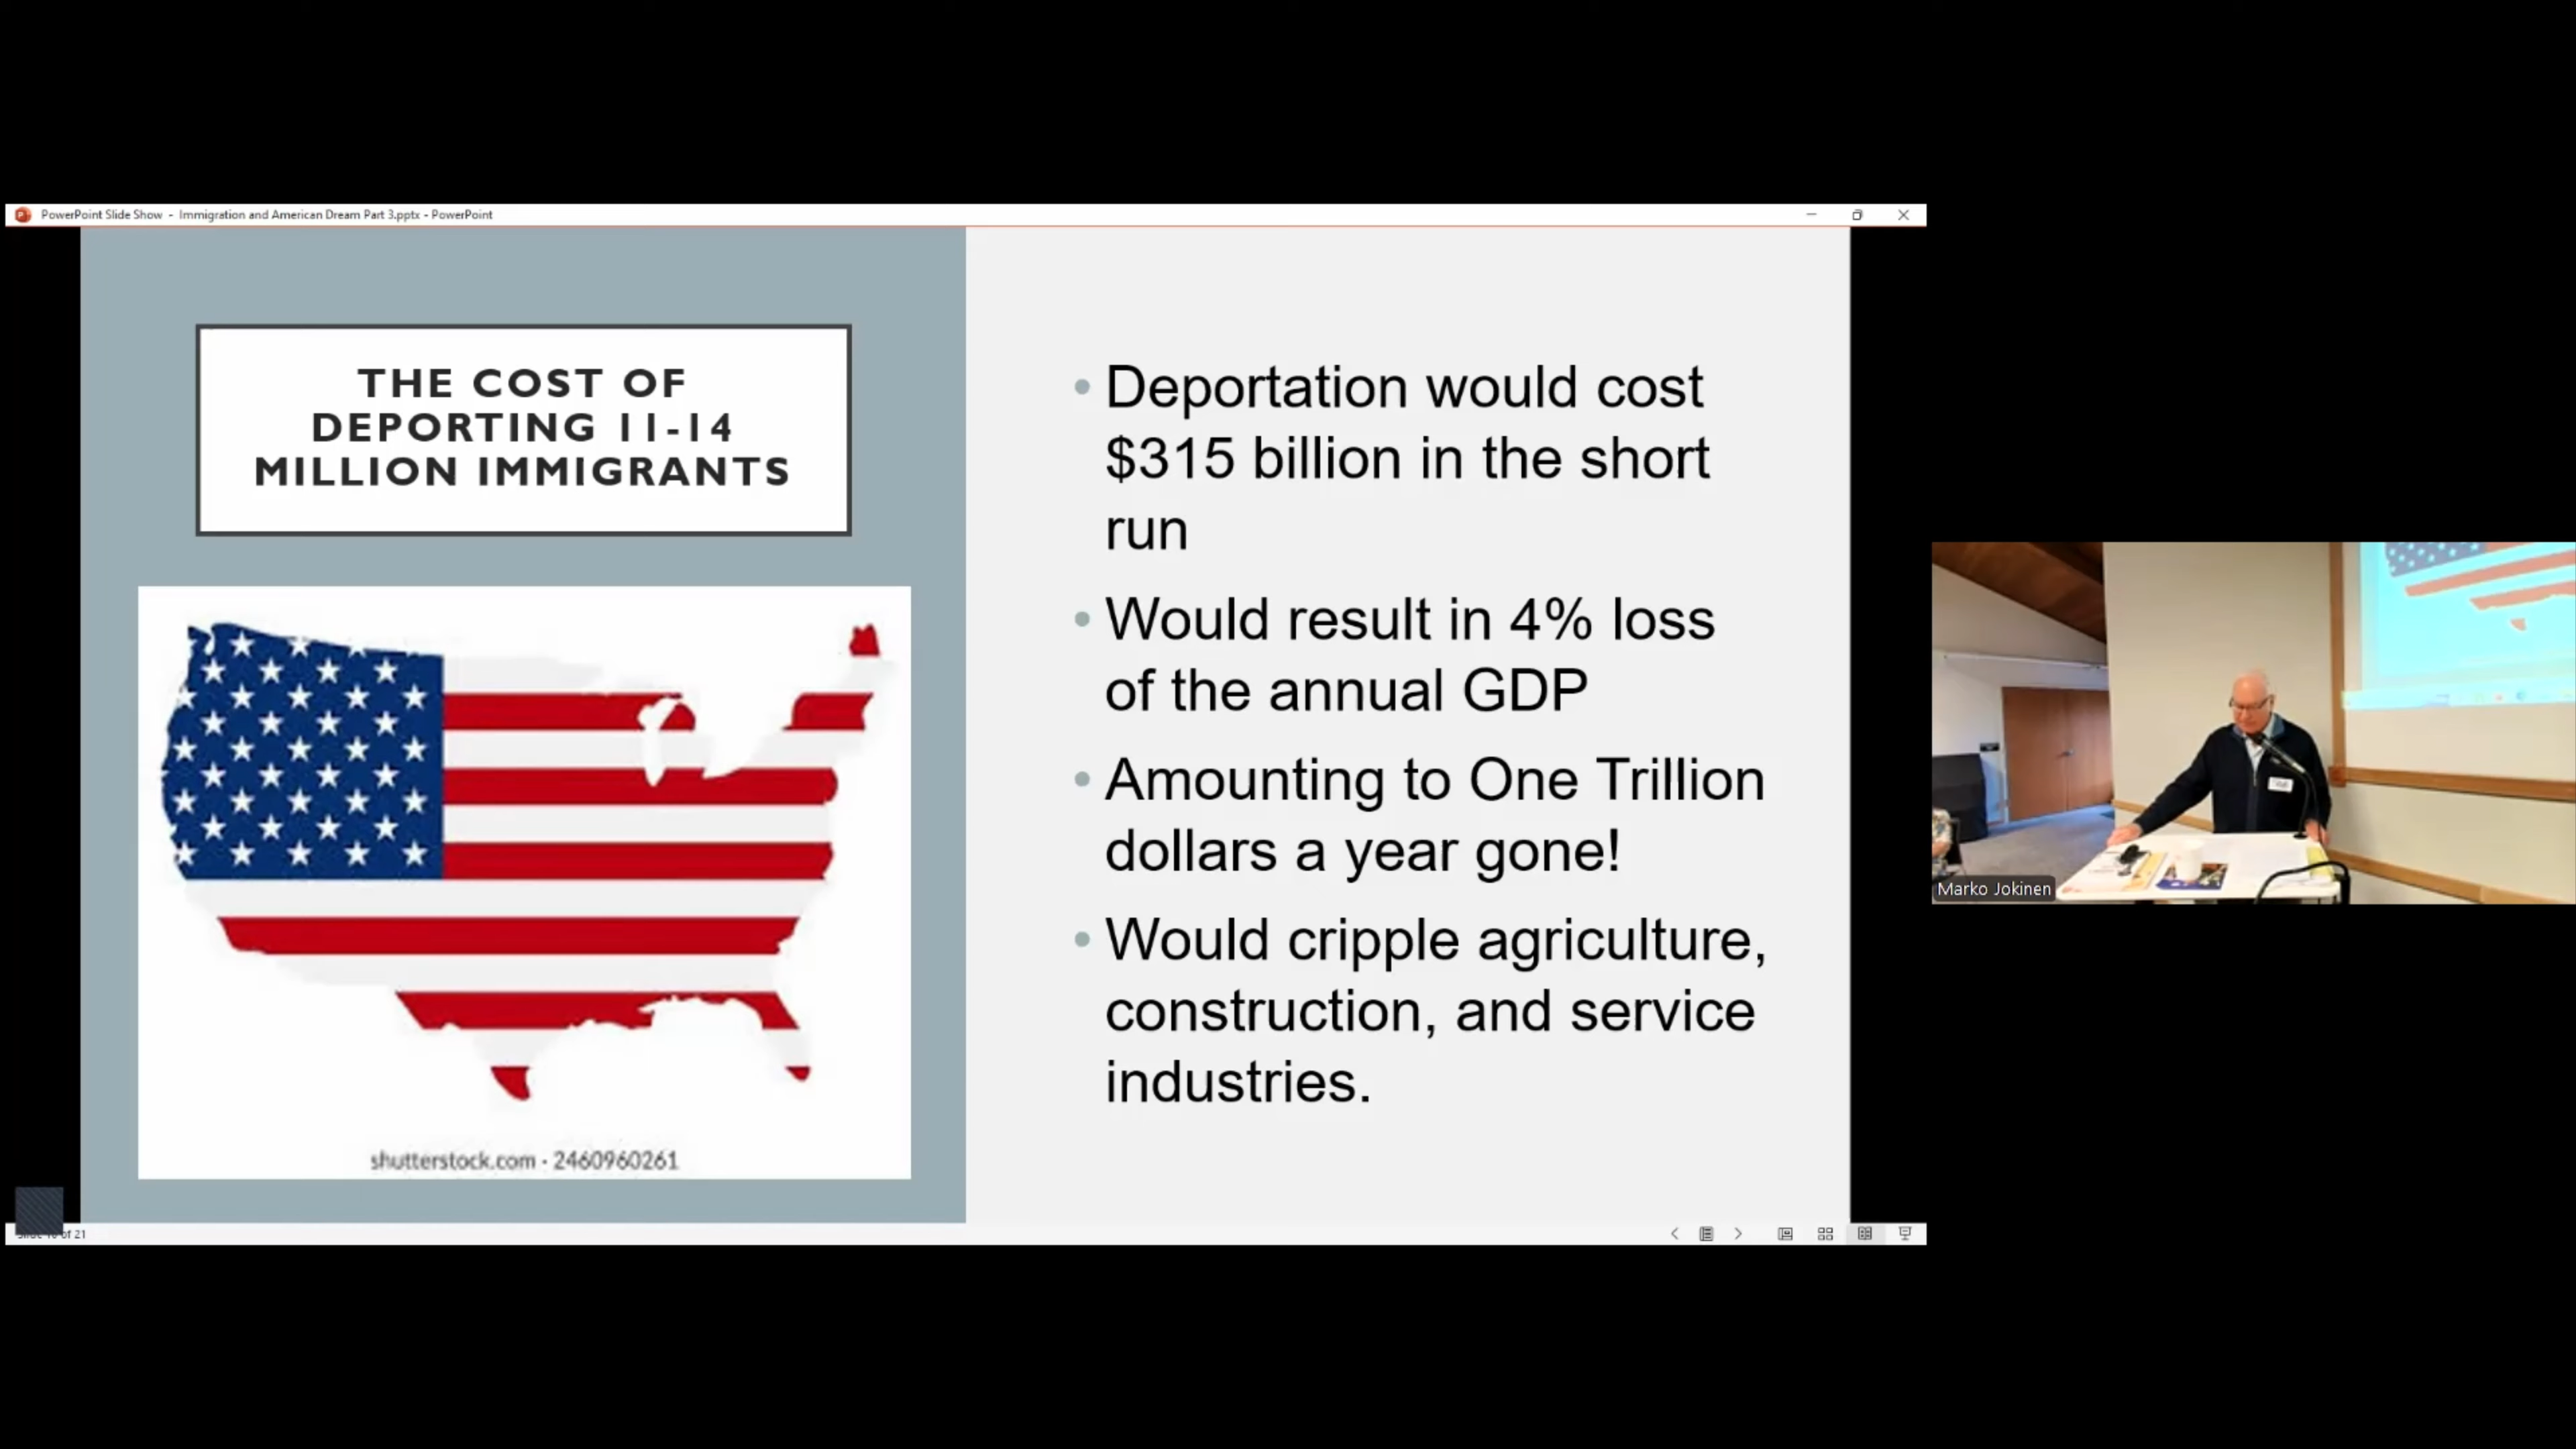 PowerPoint Slide Show - Immigration and American Dream Part 3.pptx - PowerPoint
THE COST OF
DEPORTING 11-14
MILLION IMMIGRANTS
shutterstock.com · 2460960261
• Deportation would cost
$315 billion in the short
run
• Would result in 4% loss
of the annual GDP
• Amounting to One Trillion
dollars a year gone!
• Would cripple agriculture,
construction, and service
industries.
Marko Jokinen
of 21